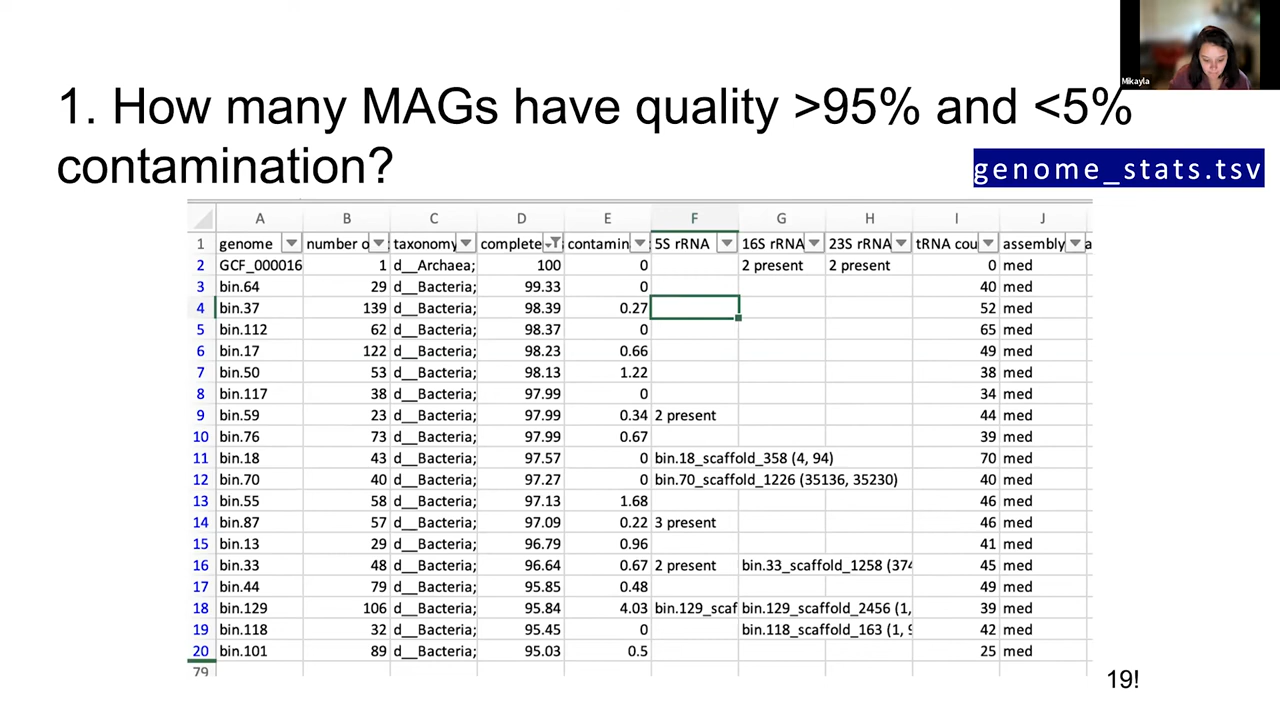 Mikayla
1. How many MAGs have quality >95% and <5%
contamination?
genome_stats.tsv
A B C D E F G H I J
1 genome number o taxonomy complete contamin 5S rRNA 16S rRNA 23S rRNA tRNA cou assembly a
2 GCF_000016 1 d__Archaea; 100 0 2 present 2 present 0 med
3 bin.64 29 d__Bacteria; 99.33 0 40 med
4 bin.37 139 d__Bacteria; 98.39 0.27 52 med
5 bin.112 62 d__Bacteria; 98.37 0 65 med
6 bin.17 122 d__Bacteria; 98.23 0.66 49 med
7 bin.50 53 d__Bacteria; 98.13 1.22 38 med
8 bin.117 38 d__Bacteria; 97.99 0 34 med
9 bin.59 23 d__Bacteria; 97.99 0.34 2 present 44 med
10 bin.76 73 d__Bacteria; 97.99 0.67 39 med
11 bin.18 43 d__Bacteria; 97.57 0 bin.18_scaffold_358 (4, 94) 70 med
12 bin.70 40 d__Bacteria; 97.27 0 bin.70_scaffold_1226 (35136, 35230) 40 med
13 bin.55 58 d__Bacteria; 97.13 1.68 46 med
14 bin.87 57 d__Bacteria; 97.09 0.22 3 present 46 med
15 bin.13 29 d__Bacteria; 96.79 0.96 41 med
16 bin.33 48 d__Bacteria; 96.64 0.67 2 present bin.33_scaffold_1258 (374 45 med
17 bin.44 79 d__Bacteria; 95.85 0.48 49 med
18 bin.129 106 d__Bacteria; 95.84 4.03 bin.129_scaf bin.129_scaffold_2456 (1, 39 med
19 bin.118 32 d__Bacteria; 95.45 0 bin.118_scaffold_163 (1, 9 42 med
20 bin.101 89 d__Bacteria; 95.03 0.5 25 med
79
19!